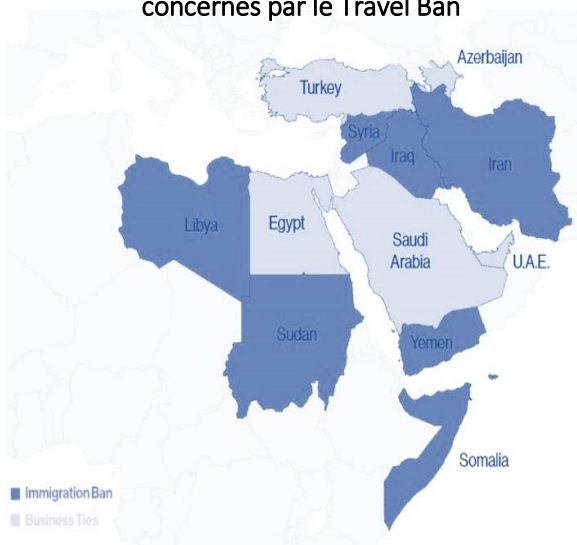 concernés par le Travel Ban
Azerbaijan
Turkey
Syria
Iraq
Iran
Libya
Egypt
Saudi
Arabia
U.A.E.
Sudan
Yemen
Somalia
Immigration Ban
Business Ties